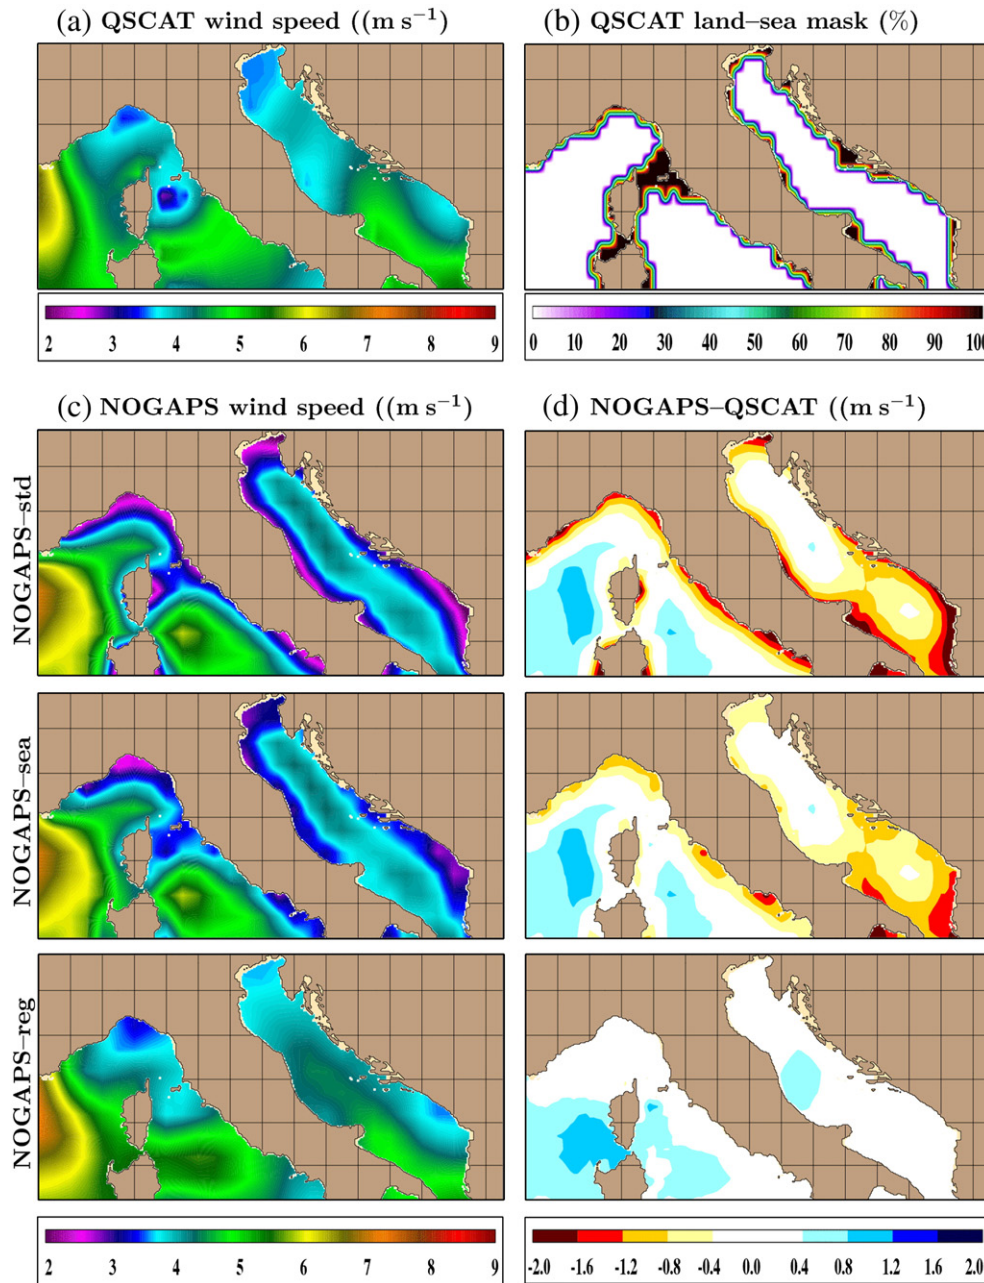 (a) QSCAT wind speed ((m s⁻¹)
(b) QSCAT land–sea mask (%)
2 3 4 5 6 7 8 9
0 10 20 30 40 50 60 70 80 90 100
(c) NOGAPS wind speed ((m s⁻¹)
(d) NOGAPS–QSCAT ((m s⁻¹)
NOGAPS–std
NOGAPS–sea
NOGAPS–reg
2 3 4 5 6 7 8 9
-2.0 -1.6 -1.2 -0.8 -0.4 0.0 0.4 0.8 1.2 1.6 2.0